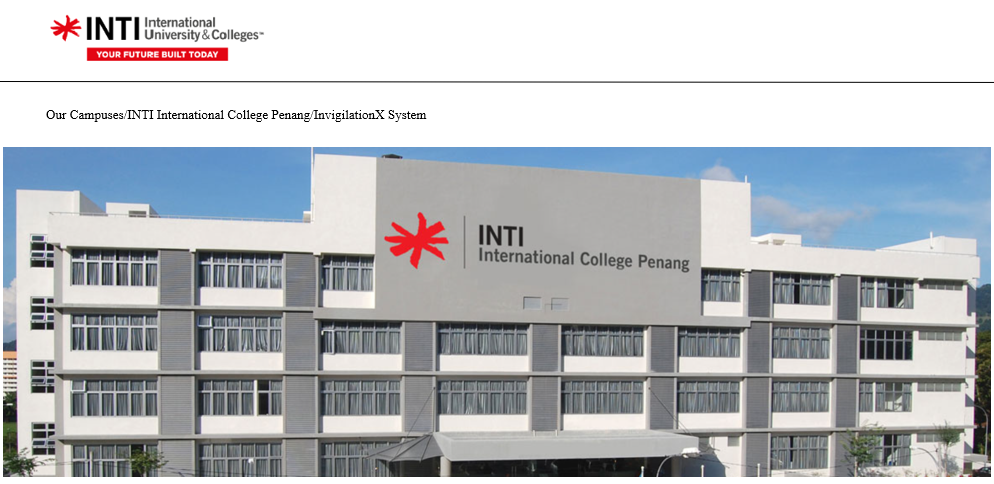 INTI International
University & Colleges℠
YOUR FUTURE BUILT TODAY
Our Campuses/INTI International College Penang/InvigilationX System
INTI
International College Penang